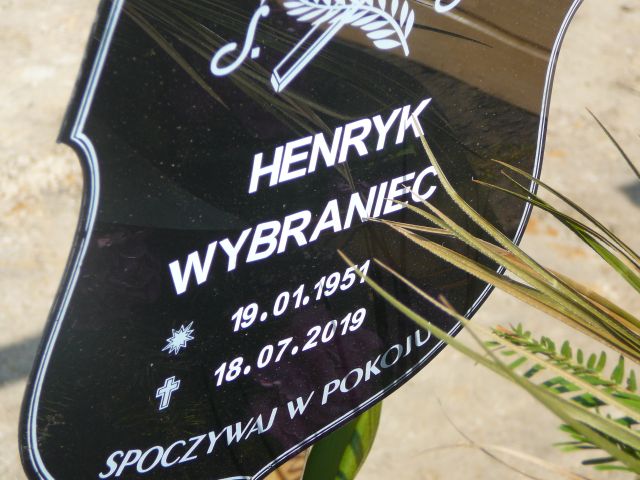 Ś.
HENRYK
WYBRANIEC
19.01.1951
18.07.2019
SPOCZYWAJ W POKOJU